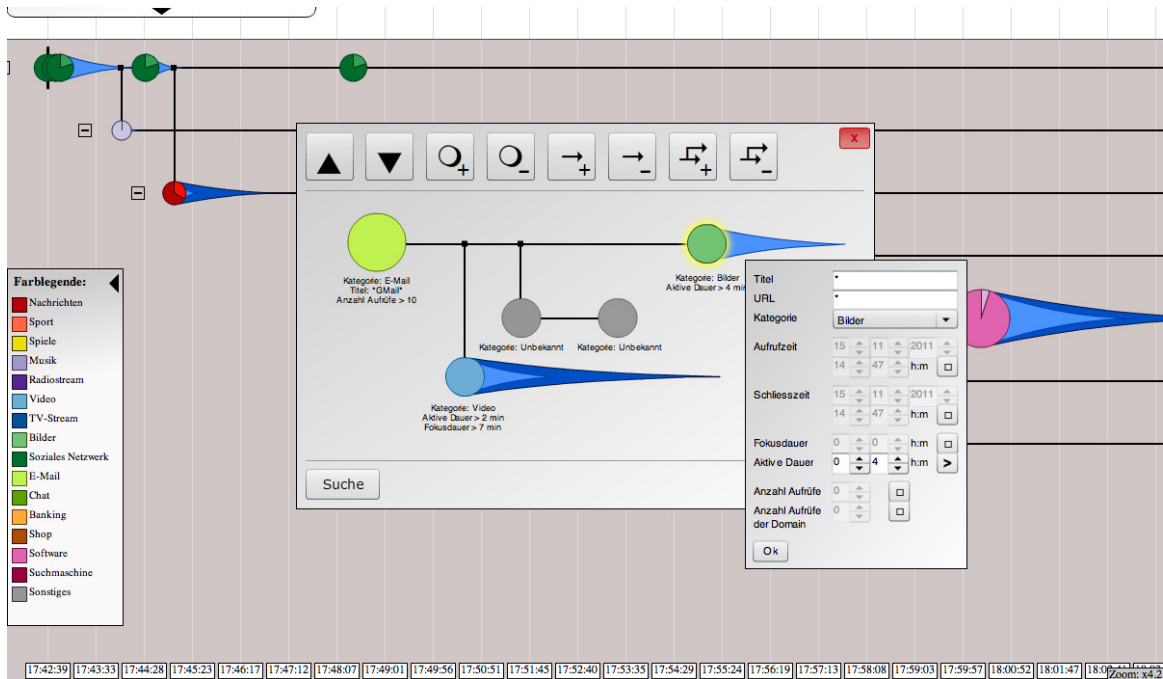 x
+
-
+
-
+
-
Kategorie: E-Mail
Titel: "GMail"
Anzahl Aufrufe > 10
Kategorie: Bilder
Aktive Dauer > 4 min
Kategorie: Unbekannt
Kategorie: Unbekannt
Kategorie: Video
Aktive Dauer > 2 min
Fokusdauer > 7 min
Suche
Titel *
URL *
Kategorie Bilder
Aufrufzeit 15 11 2011
14 47 h:m
Schliesszeit 15 11 2011
14 47 h:m
Fokusdauer 0 0 h:m
Aktive Dauer 0 4 h:m >
Anzahl Aufrüfe 0
Anzahl Aufrüfe 0
der Domain
Ok
Farblegende:
Nachrichten
Sport
Spiele
Musik
Radiostream
Video
TV-Stream
Bilder
Soziales Netzwerk
E-Mail
Chat
Banking
Shop
Software
Suchmaschine
Sonstiges
17:42:39 17:43:33 17:44:28 17:45:23 17:46:17 17:47:12 17:48:07 17:49:01 17:49:56 17:50:51 17:51:45 17:52:40 17:53:35 17:54:29 17:55:24 17:56:19 17:57:13 17:58:08 17:59:03 17:59:57 18:00:52 18:01:47
Zoom: x4.2